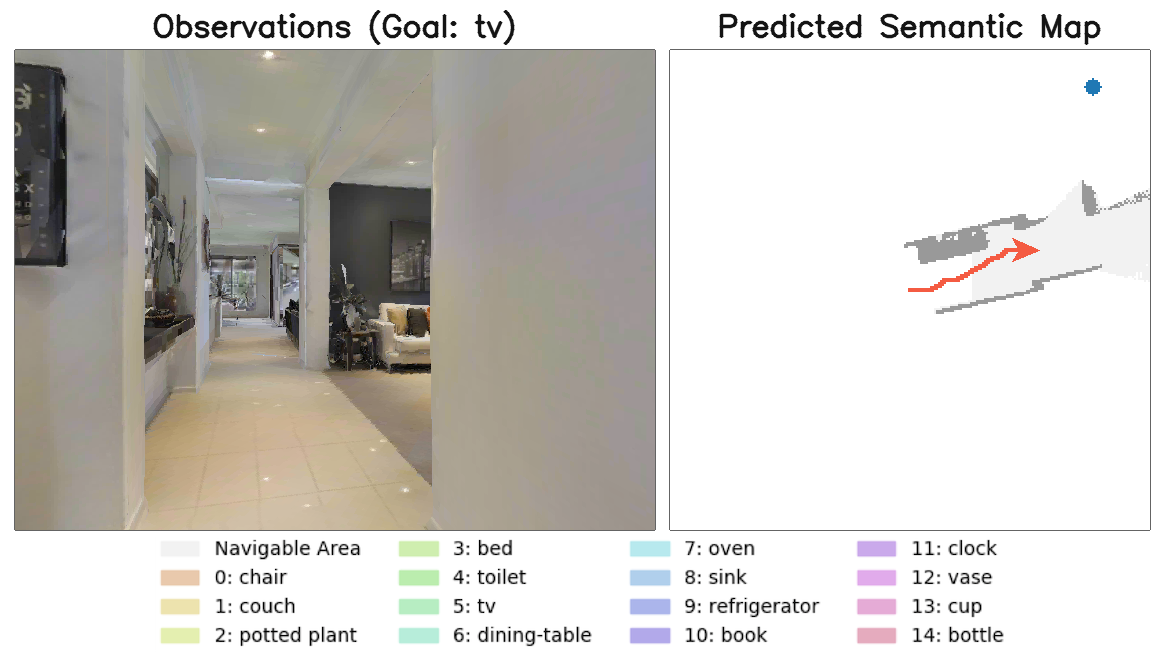 Observations (Goal: tv)
Predicted Semantic Map
Navigable Area
0: chair
1: couch
2: potted plant
3: bed
4: toilet
5: tv
6: dining-table
7: oven
8: sink
9: refrigerator
10: book
11: clock
12: vase
13: cup
14: bottle